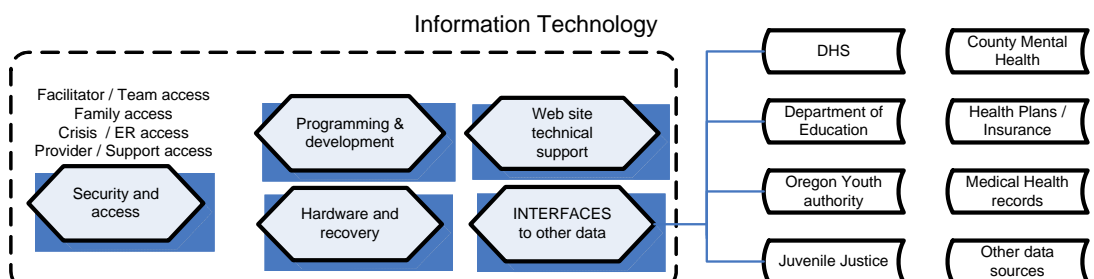 Information Technology
Facilitator / Team access
Family access
Crisis / ER access
Provider / Support access
Security and
access
Programming &
development
Web site
technical
support
Hardware and
recovery
INTERFACES
to other data
DHS
County Mental
Health
Department of
Education
Health Plans /
Insurance
Oregon Youth
authority
Medical Health
records
Juvenile Justice
Other data
sources